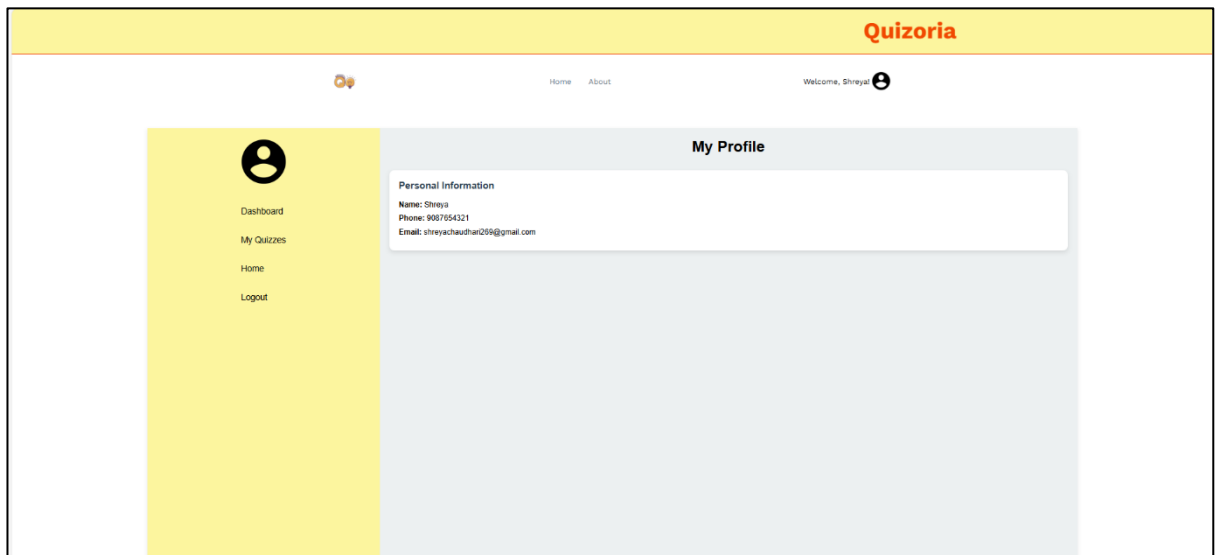 Quizoria
Home About Welcome, Shreya!
Dashboard
My Quizzes
Home
Logout
My Profile
Personal Information
Name: Shreya
Phone: 9087654321
Email: shreyachaudhari269@gmail.com